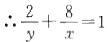 ∴ 2/y + 8/x = 1